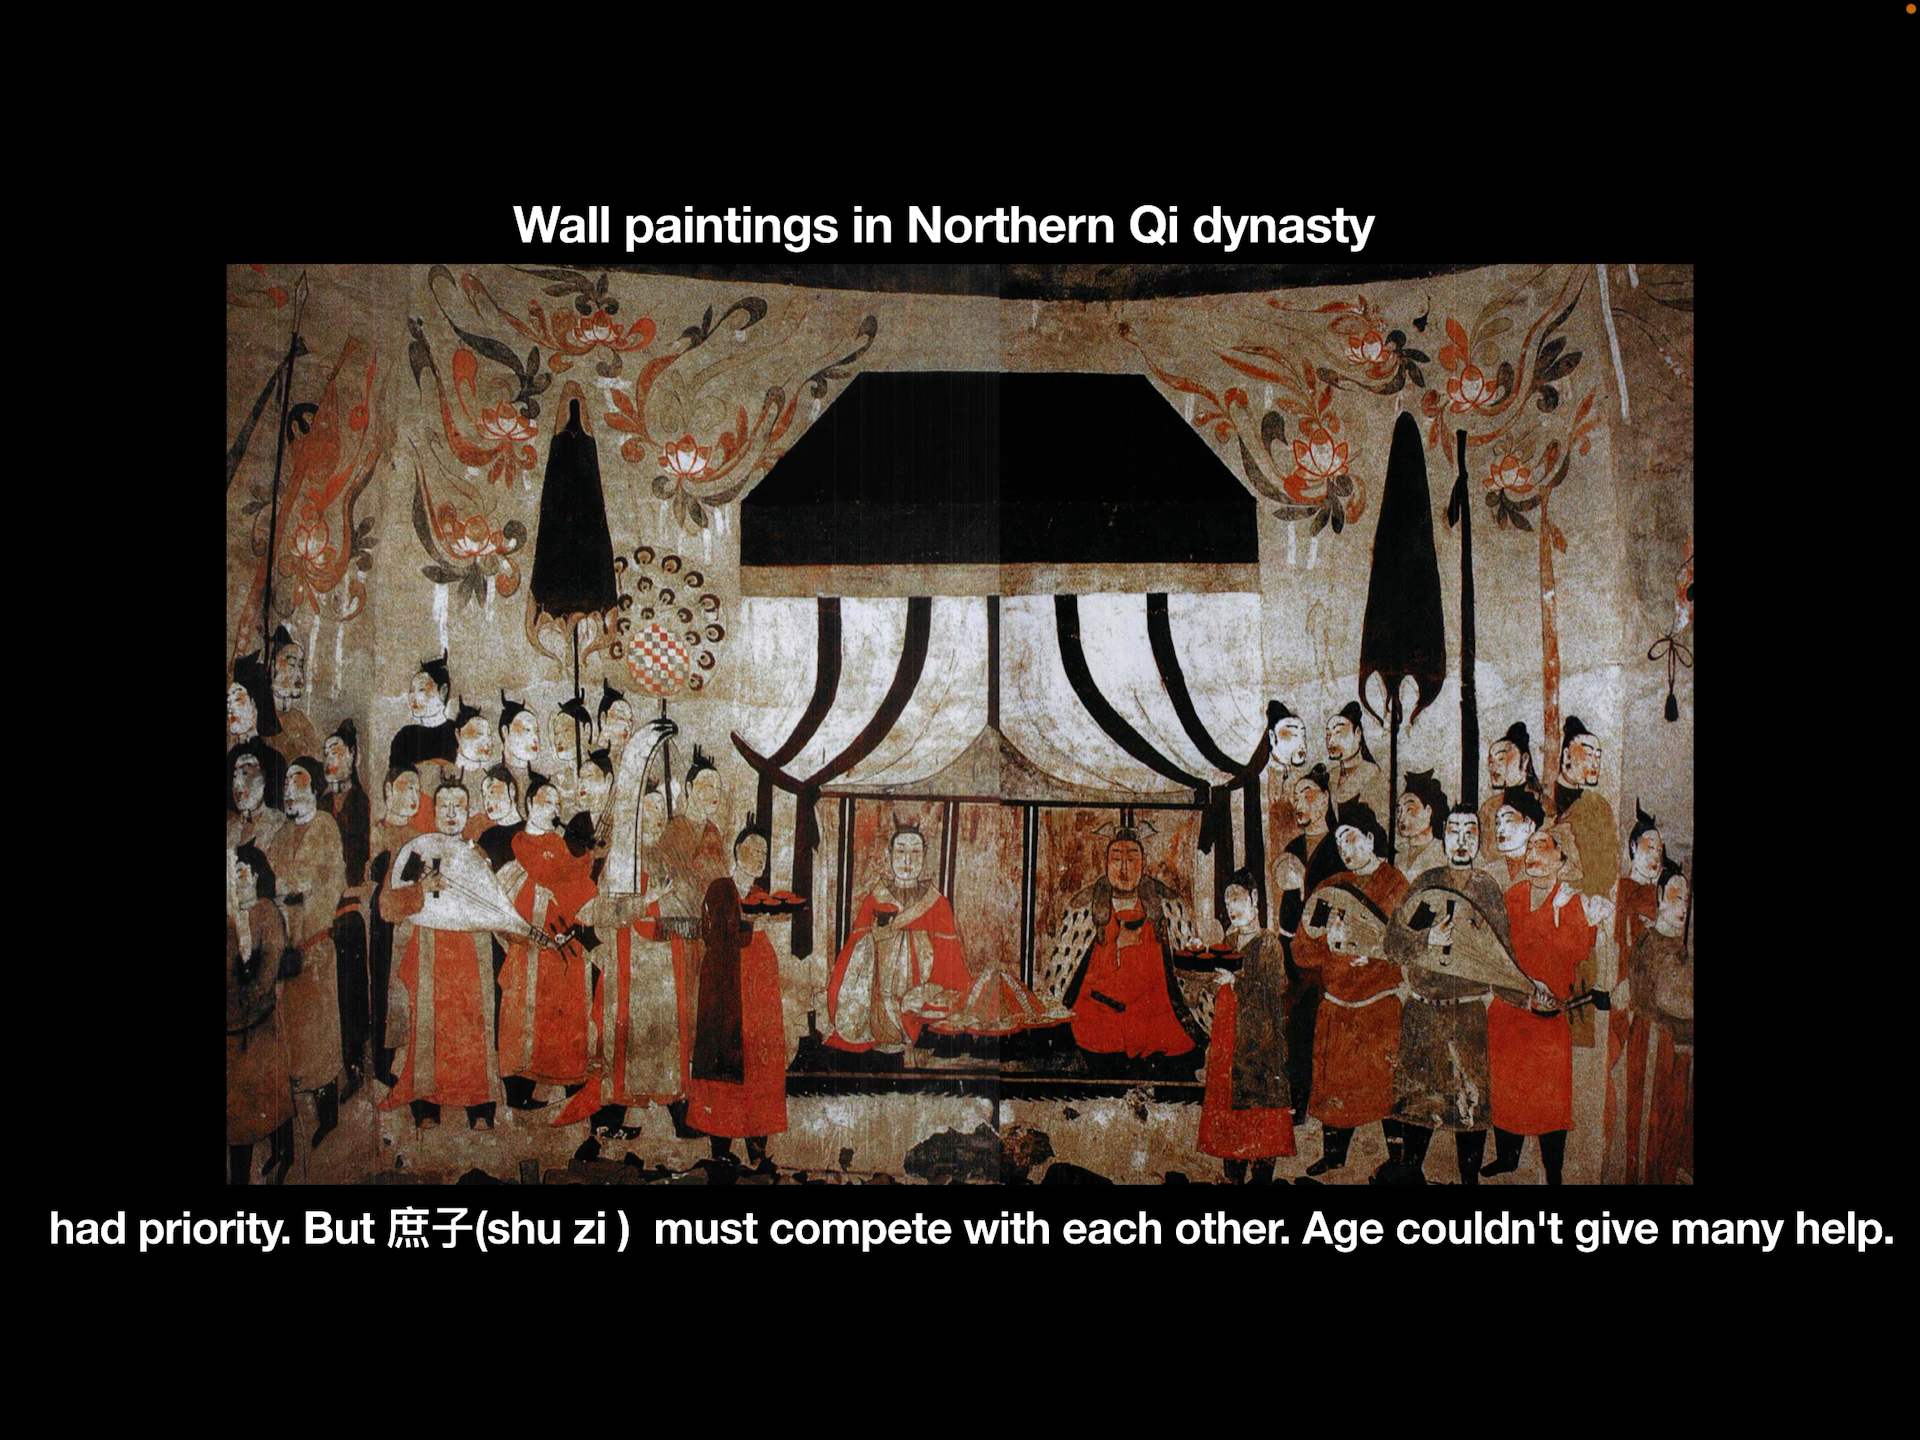 Wall paintings in Northern Qi dynasty
had priority. But 庶子(shu zi )  must compete with each other. Age couldn't give many help.